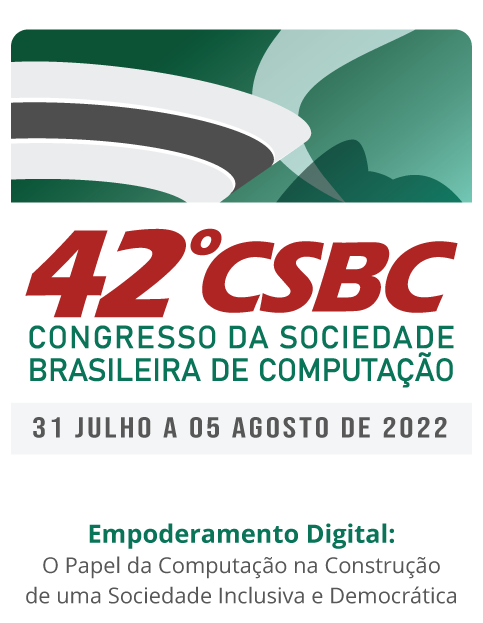 42º CSBC
CONGRESSO DA SOCIEDADE
BRASILEIRA DE COMPUTAÇÃO
31 JULHO A 05 AGOSTO DE 2022
Empoderamento Digital:
O Papel da Computação na Construção
de uma Sociedade Inclusiva e Democrática